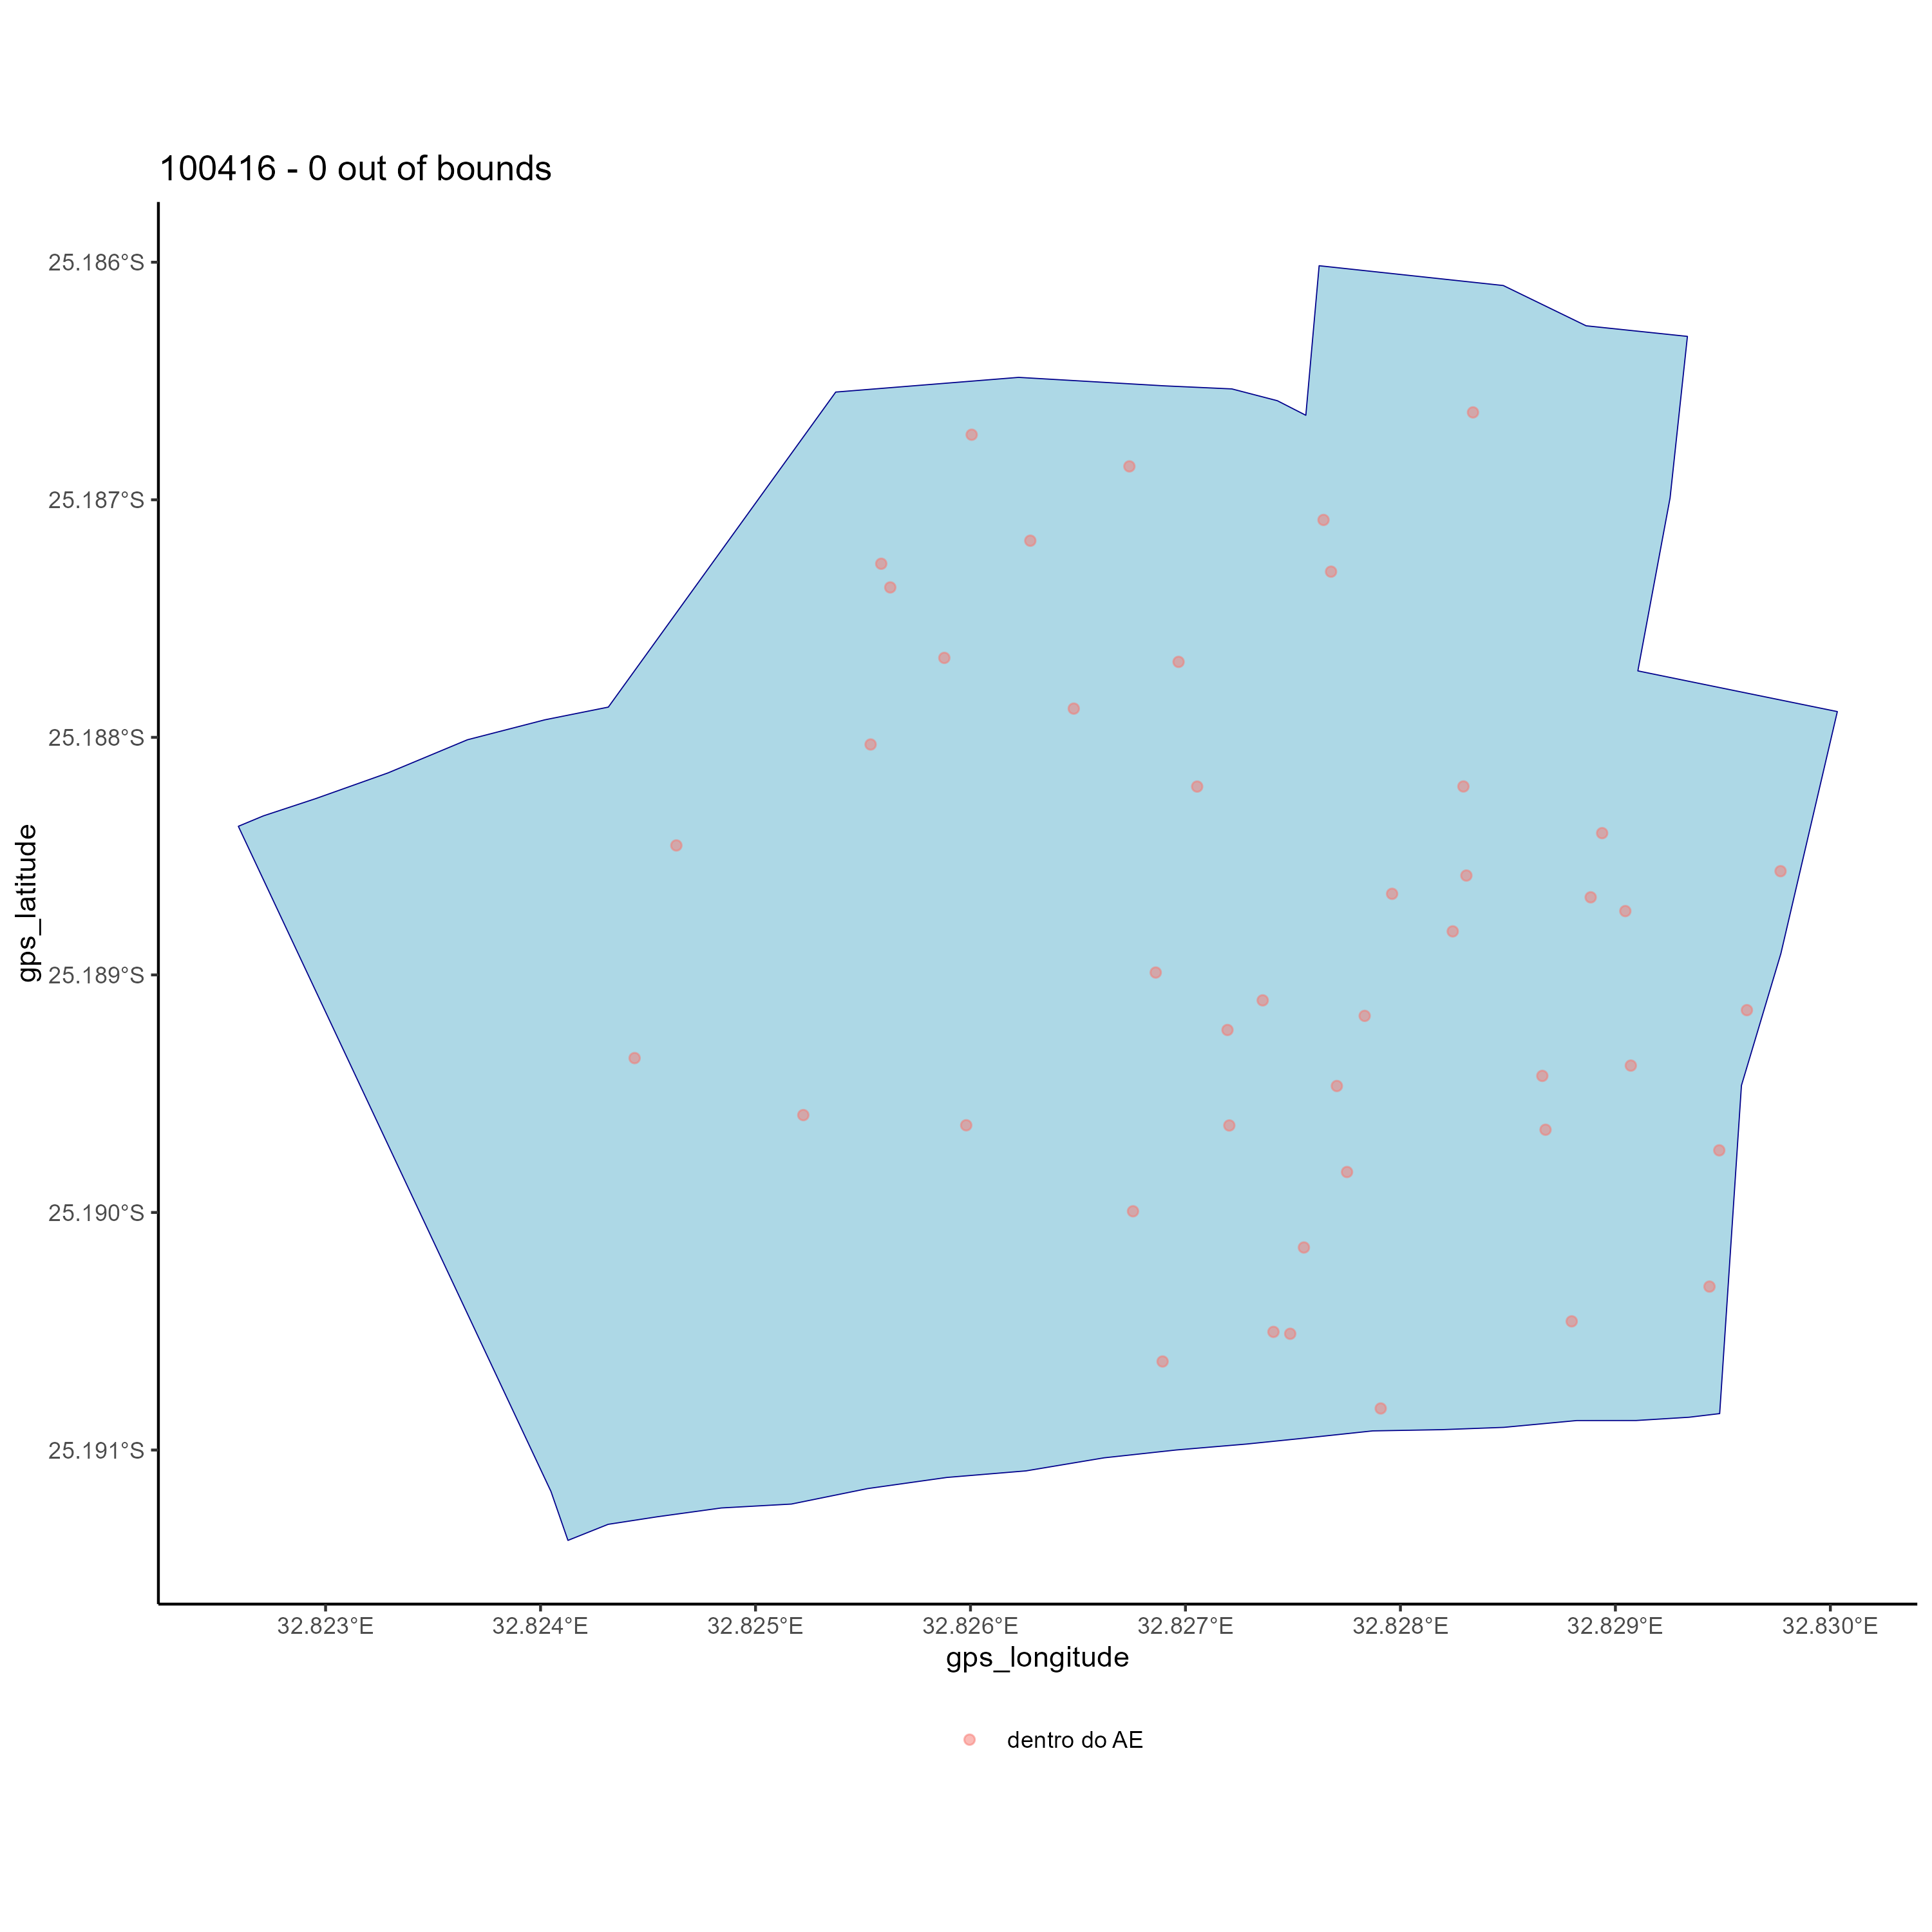 100416 - 0 out of bounds
25.186°S
25.187°S
25.188°S
25.189°S
25.190°S
25.191°S
gps_latitude
32.823°E 32.824°E 32.825°E 32.826°E 32.827°E 32.828°E 32.829°E 32.830°E
gps_longitude
dentro do AE